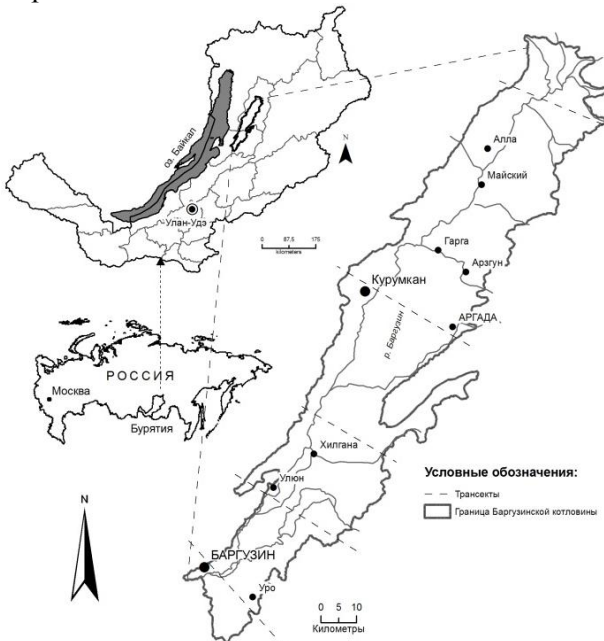 оз. Байкал
N
Улан-Удэ
0 87,5 175
kilometers
РОССИЯ
Москва
Бурятия
N
Алла
Майский
Гарга
Арзгун
Курумкан
р. Баргузин
АРГАДА
Хилгана
Улюн
БАРГУЗИН
Уро
0 5 10
Километры
Условные обозначения:
Трансекты
Граница Баргузинской котловины